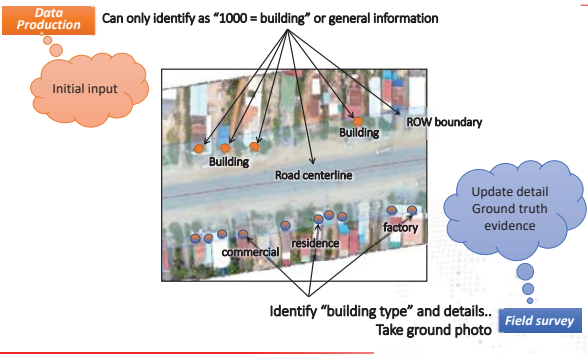 Data
Production
Can only identify as “1000 = building” or general information
Initial input
ROW boundary
Building
Building
Road centerline
Update detail
Ground truth
evidence
factory
residence
commercial
Identify “building type” and details..
Take ground photo
Field survey